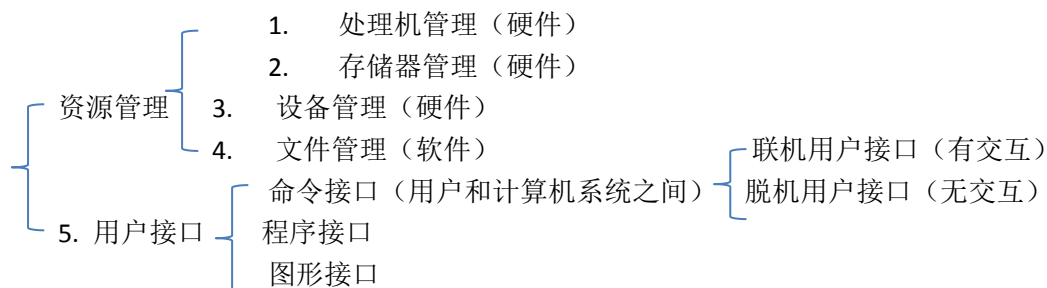 1. 处理机管理（硬件）
2. 存储器管理（硬件）
资源管理 3. 设备管理（硬件）
4. 文件管理（软件） 联机用户接口（有交互）
命令接口（用户和计算机系统之间） 脱机用户接口（无交互）
5. 用户接口 程序接口
图形接口